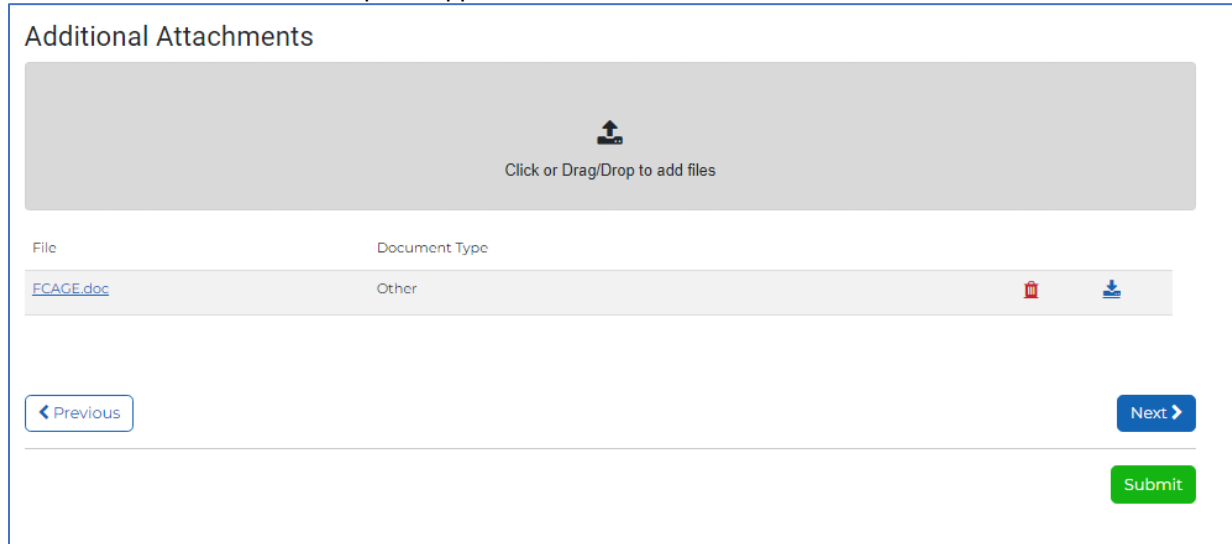 Additional Attachments
Click or Drag/Drop to add files
File Document Type
FCAGE.doc Other
Previous Next
Submit